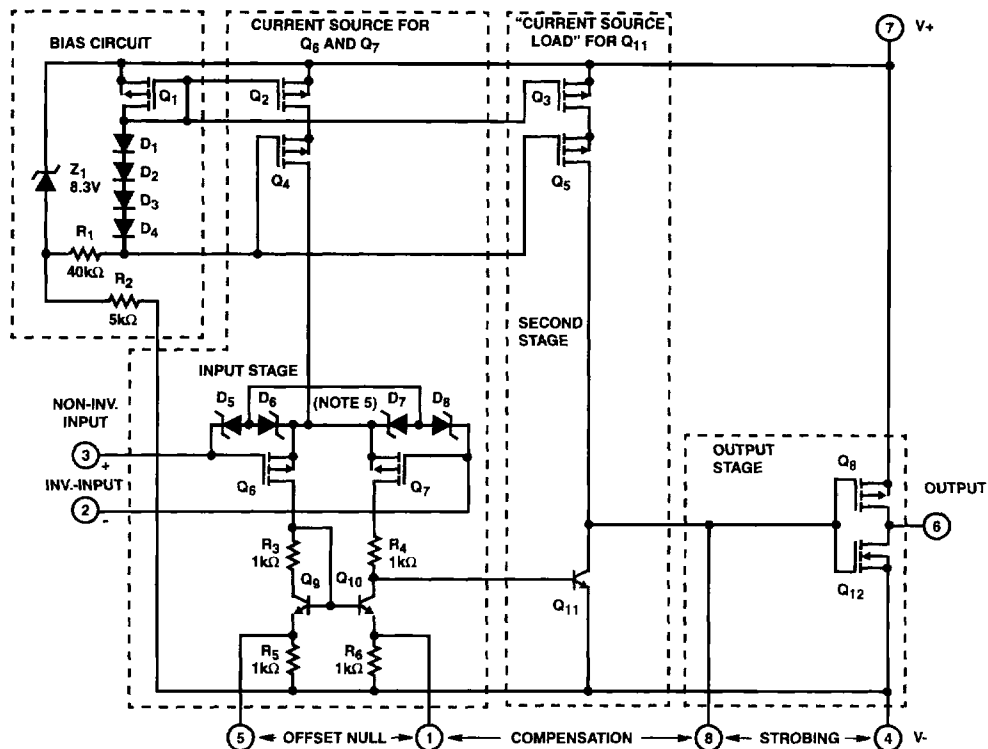 CURRENT SOURCE FOR
Q6 AND Q7
"CURRENT SOURCE
LOAD" FOR Q11
BIAS CIRCUIT
7
V+
Q1
Q2
Q3
D1
D2
D3
D4
Z1
8.3V
Q4
Q5
R1
40kΩ
R2
5kΩ
SECOND
STAGE
INPUT STAGE
D5
D6
(NOTE 5)
D7
D8
NON-INV.
INPUT
3
+
INV.-INPUT
2
-
Q6
Q7
OUTPUT
STAGE
Q8
OUTPUT
6
Q12
R3
1kΩ
R4
1kΩ
Q9
Q10
Q11
R5
1kΩ
R6
1kΩ
5
OFFSET NULL
1
COMPENSATION
8
STROBING
4
V-